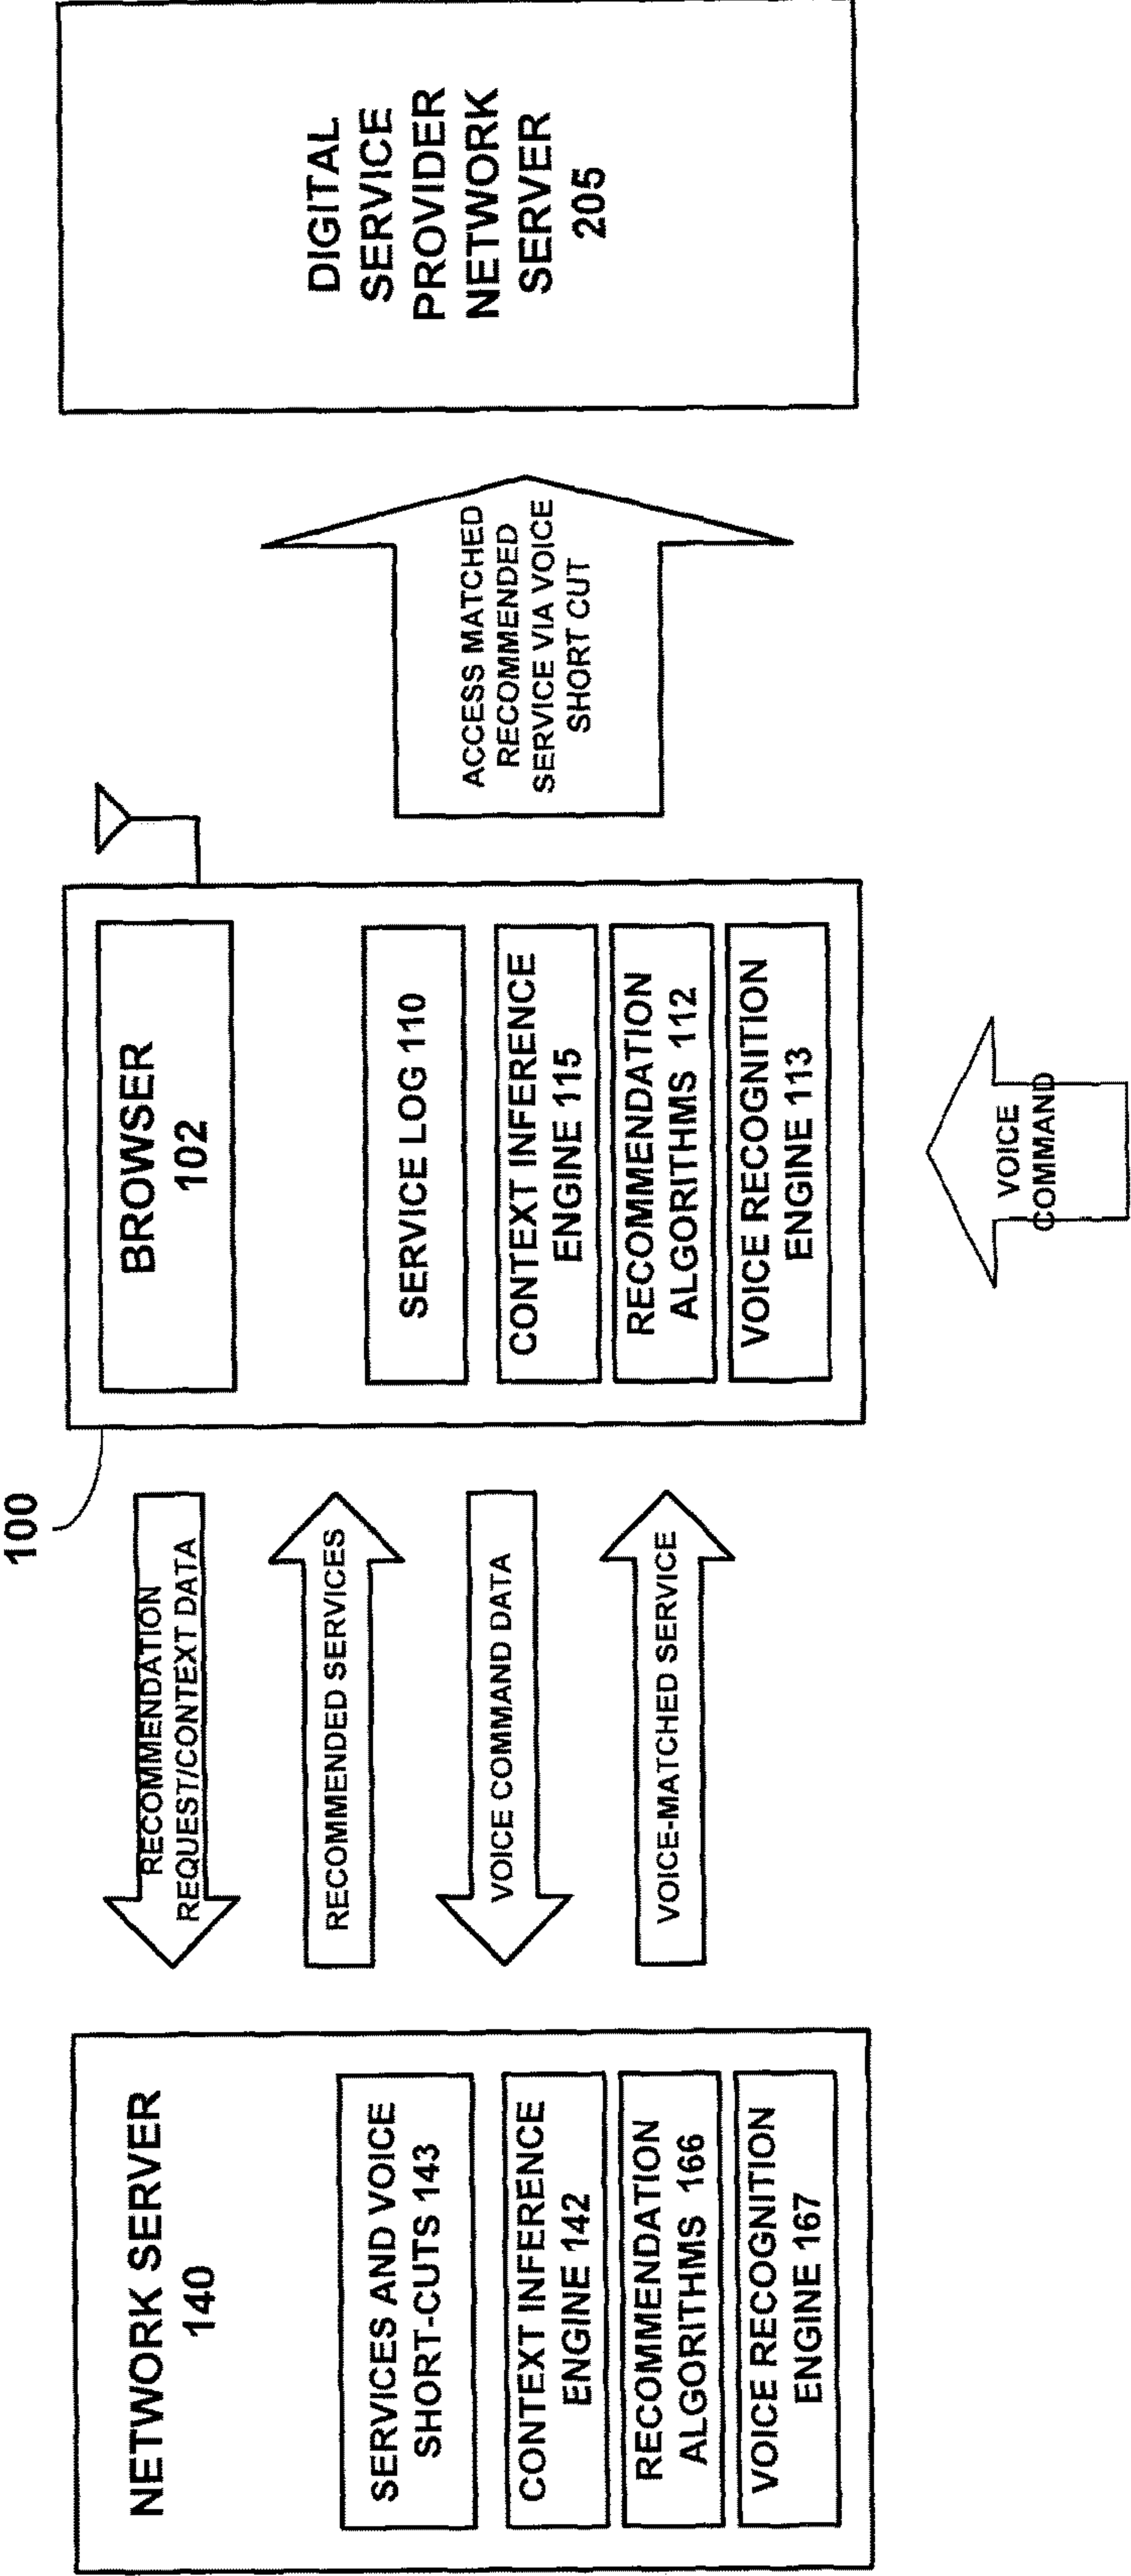 NETWORK SERVER
140
SERVICES AND VOICE
SHORT-CUTS 143
CONTEXT INFERENCE
ENGINE 142
RECOMMENDATION
ALGORITHMS 166
VOICE RECOGNITION
ENGINE 167
RECOMMENDATION
REQUEST/CONTEXT DATA
RECOMMENDED SERVICES
VOICE COMMAND DATA
VOICE-MATCHED SERVICE
100
BROWSER
102
SERVICE LOG 110
CONTEXT INFERENCE
ENGINE 115
RECOMMENDATION
ALGORITHMS 112
VOICE RECOGNITION
ENGINE 113
VOICE
COMMAND
ACCESS MATCHED
RECOMMENDED
SERVICE VIA VOICE
SHORT CUT
DIGITAL
SERVICE
PROVIDER
NETWORK
SERVER
205